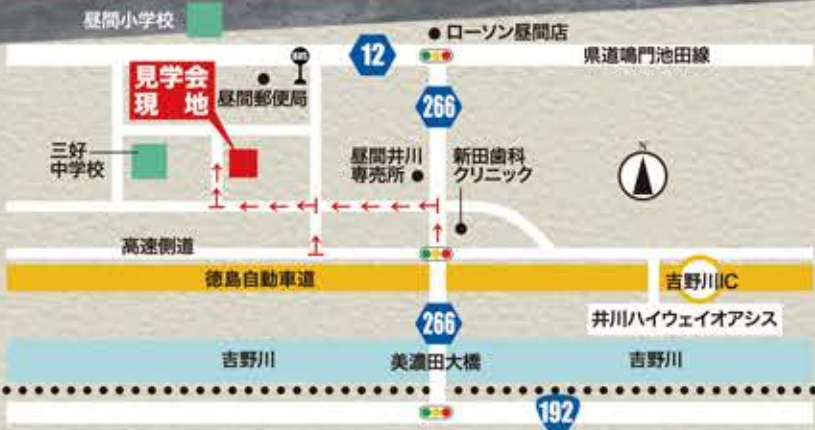 昼間小学校
ローソン昼間店
12
県道鳴門池田線
見学会
現 地
昼間郵便局
266
三好
中学校
昼間井川
専売所
新田歯科
クリニック
N
高速側道
徳島自動車道
吉野川IC
266
井川ハイウェイオアシス
吉野川
美濃田大橋
吉野川
192